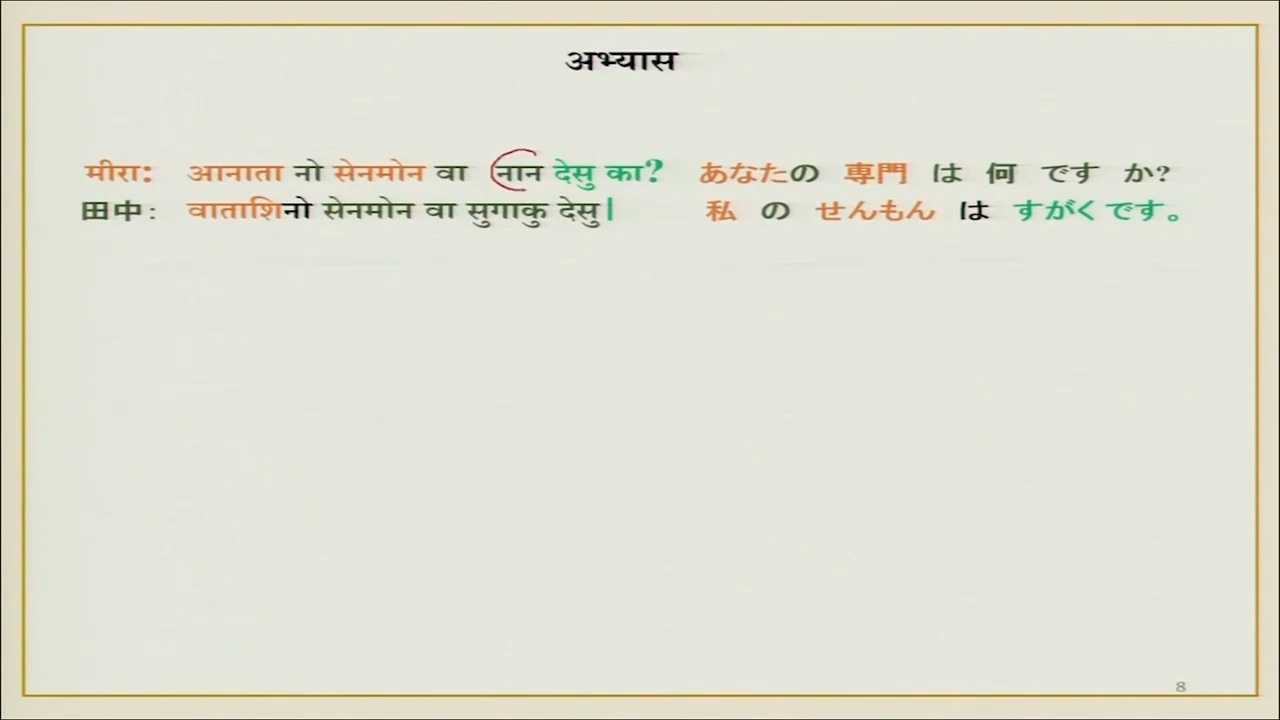 अभ्यास
मीरा: आनाता नो सेनमोन वा नान देसु का? あなたの 専門 は 何 です か?
田中: वाताशिनो सेनमोन वा सुगाकु देसु| 私 の せんもん は すがく です。
8